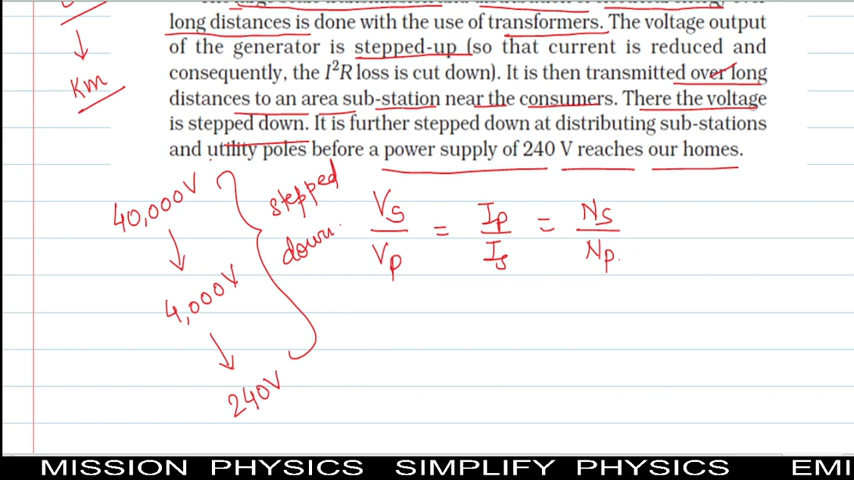 long distances is done with the use of transformers. The voltage output
of the generator is stepped-up (so that current is reduced and
consequently, the I²R loss is cut down). It is then transmitted over long
distances to an area sub-station near the consumers. There the voltage
is stepped down. It is further stepped down at distributing sub-stations
and utility poles before a power supply of 240 V reaches our homes.
↓
Km
40,000V
↓
4,000V
↓
240V
stepped
down.
Vs/Vp = Ip/Is = Ns/Np.
MISSION PHYSICS SIMPLIFY PHYSICS EMI